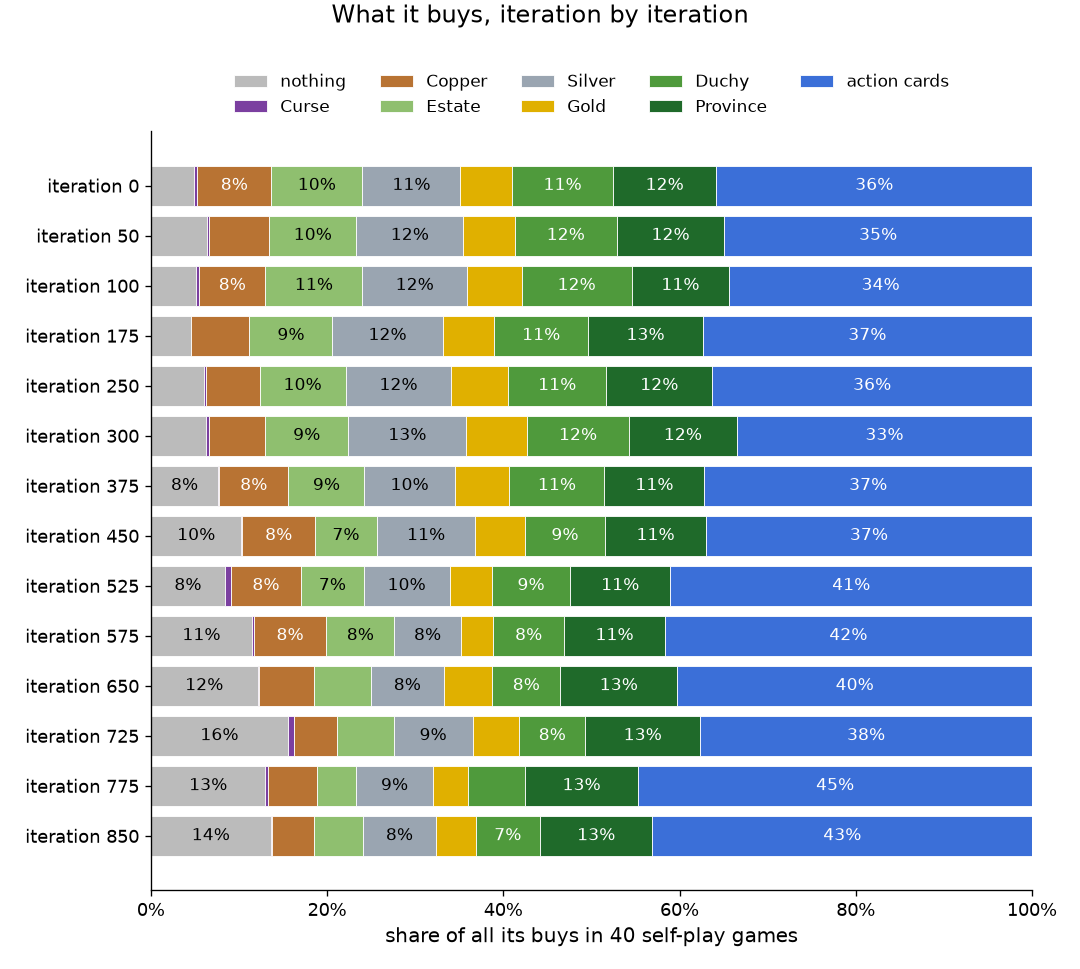 What it buys, iteration by iteration
nothing Copper Silver Duchy action cards
Curse Estate Gold Province
iteration 0 8% 10% 11% 11% 12% 36%
iteration 50 10% 12% 12% 12% 35%
iteration 100 8% 11% 12% 12% 11% 34%
iteration 175 9% 12% 11% 13% 37%
iteration 250 10% 12% 11% 12% 36%
iteration 300 9% 13% 12% 12% 33%
iteration 375 8% 8% 9% 10% 11% 11% 37%
iteration 450 10% 8% 7% 11% 9% 11% 37%
iteration 525 8% 8% 7% 10% 9% 11% 41%
iteration 575 11% 8% 8% 8% 8% 11% 42%
iteration 650 12% 8% 8% 13% 40%
iteration 725 16% 9% 8% 13% 38%
iteration 775 13% 9% 13% 45%
iteration 850 14% 8% 7% 13% 43%
0% 20% 40% 60% 80% 100%
share of all its buys in 40 self-play games